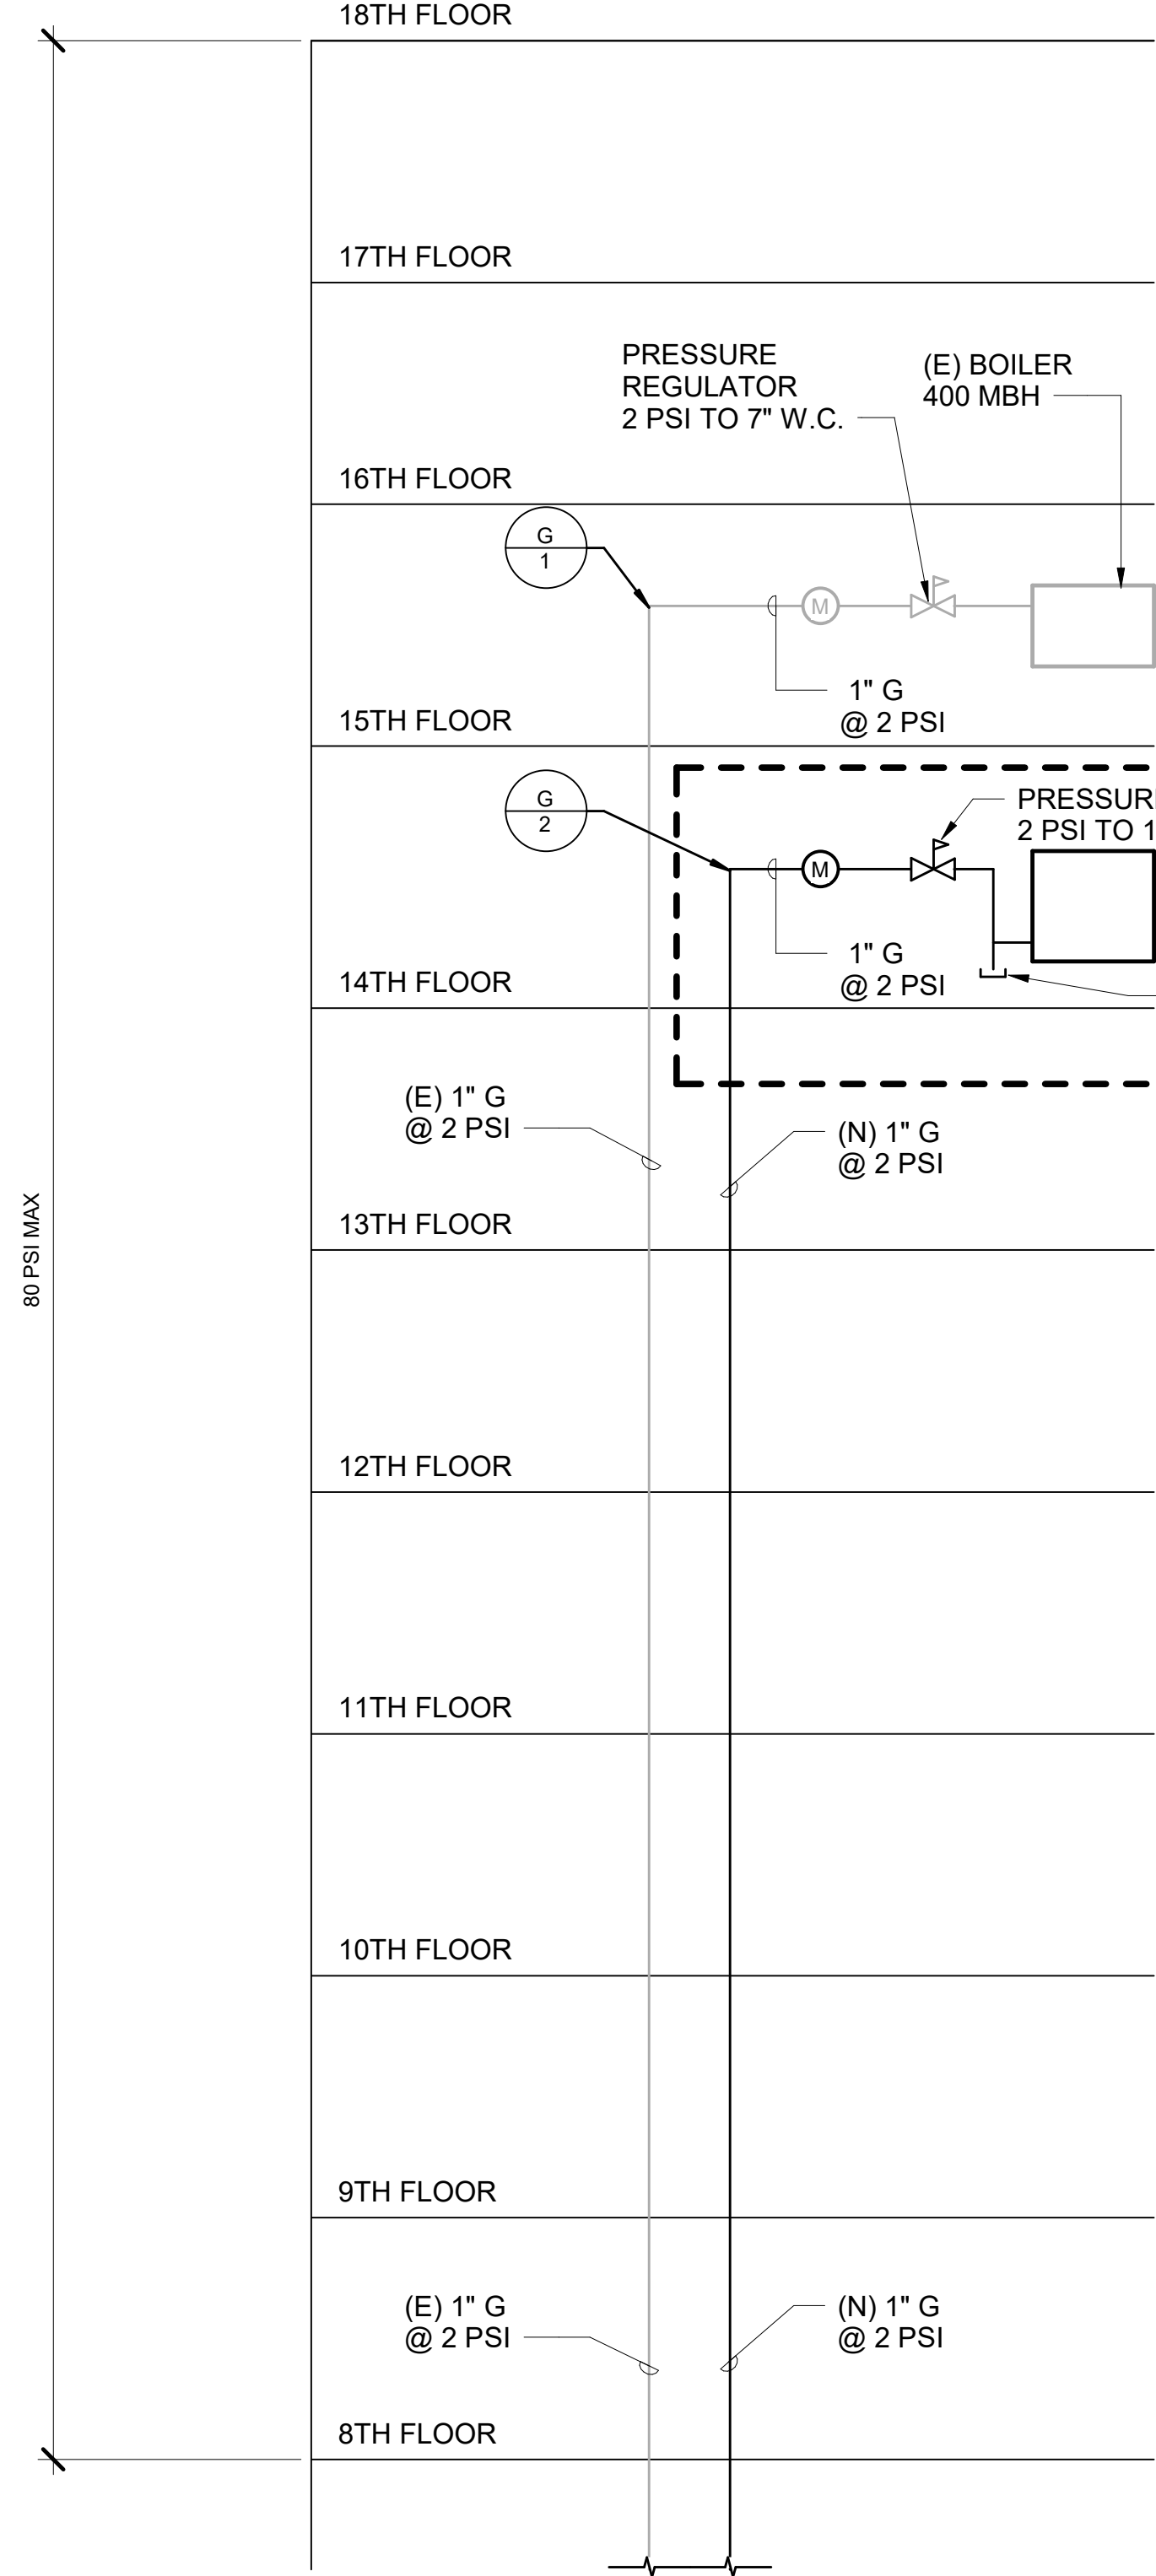 18TH FLOOR
17TH FLOOR
PRESSURE
REGULATOR
2 PSI TO 7" W.C.
(E) BOILER
400 MBH
16TH FLOOR
G
1
M
1" G
@ 2 PSI
15TH FLOOR
G
2
PRESSURE
2 PSI TO 1
M
1" G
@ 2 PSI
14TH FLOOR
(E) 1" G
@ 2 PSI
(N) 1" G
@ 2 PSI
80 PSI MAX
13TH FLOOR
12TH FLOOR
11TH FLOOR
10TH FLOOR
9TH FLOOR
(E) 1" G
@ 2 PSI
(N) 1" G
@ 2 PSI
8TH FLOOR